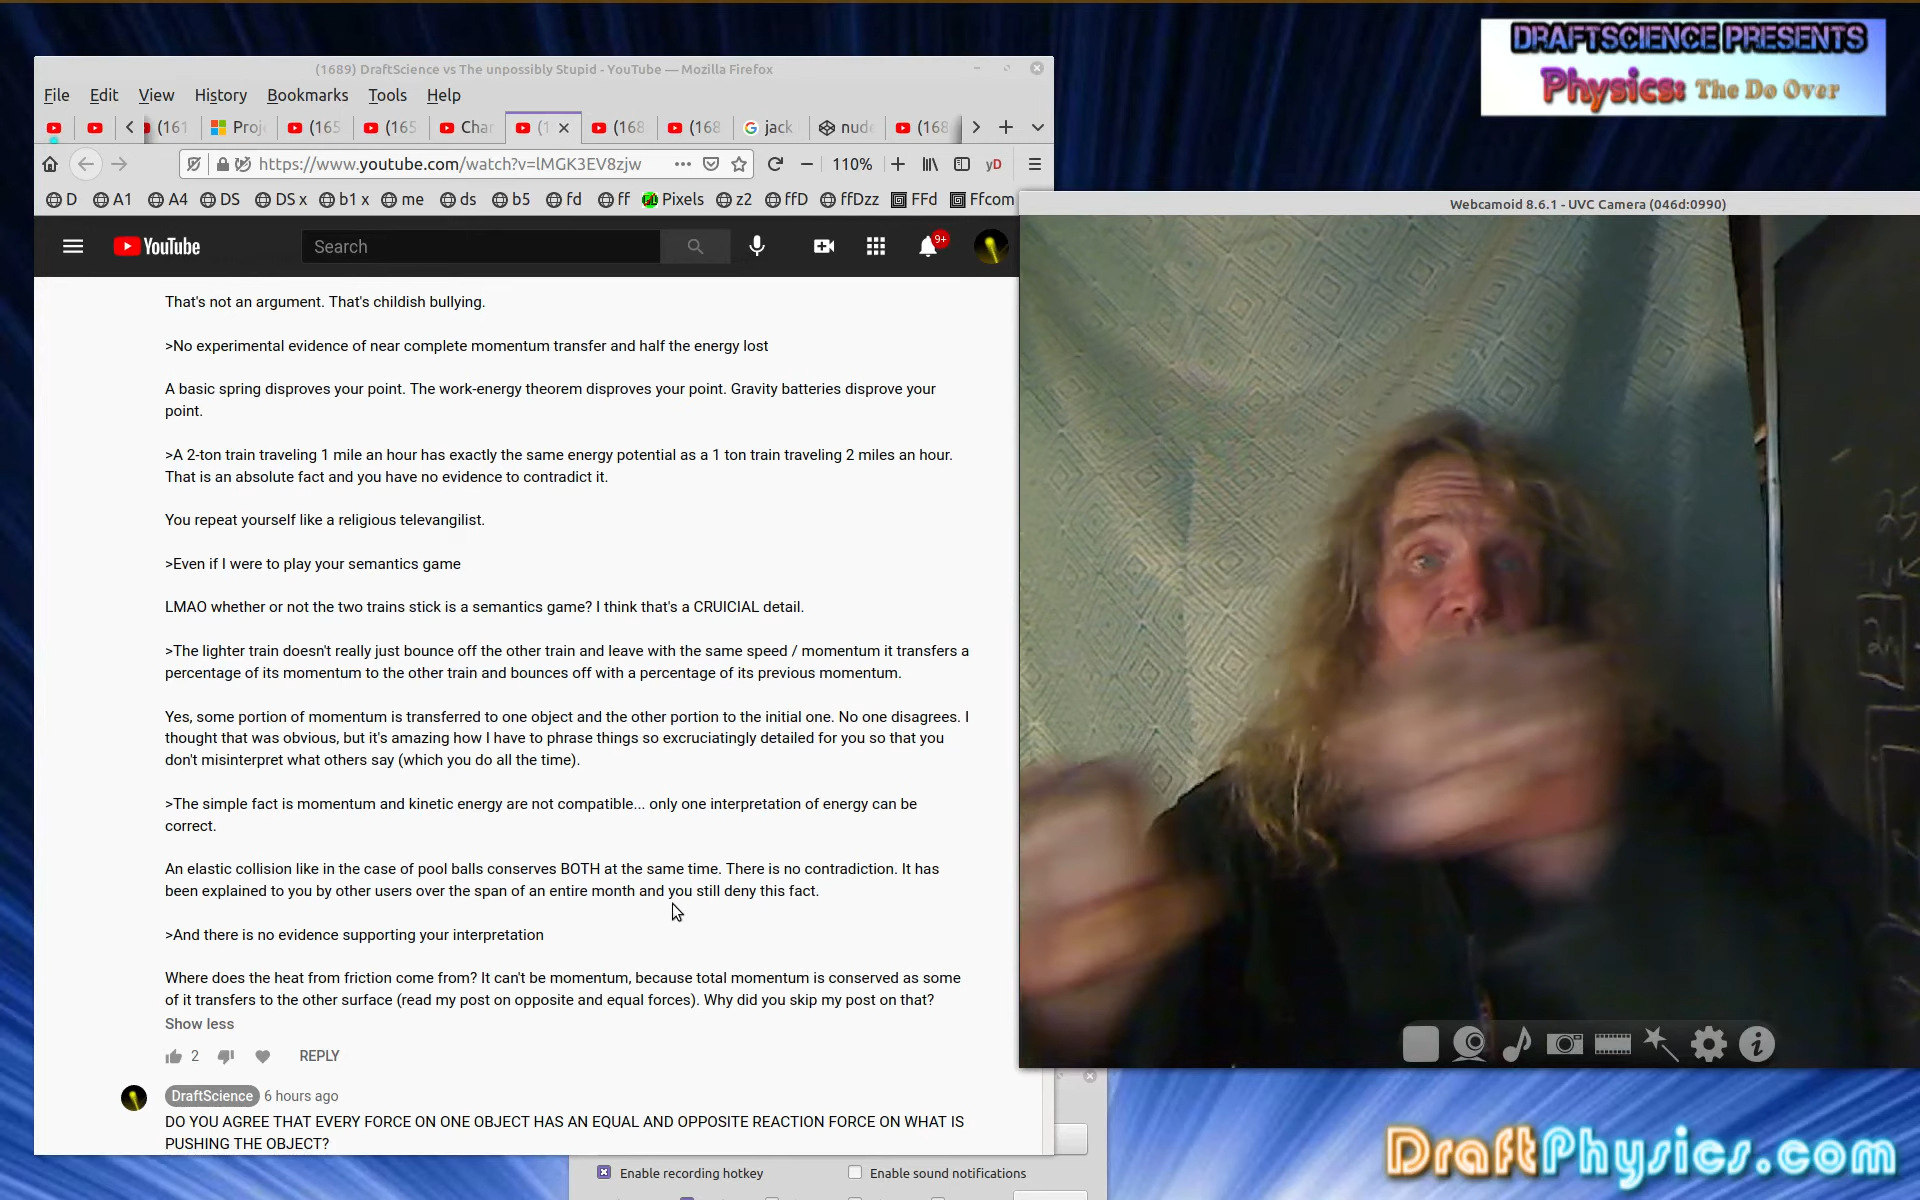 DRAFTSCIENCE PRESENTS
Physics: The Do Over
(1689) DraftScience vs The unpossibly Stupid - YouTube — Mozilla Firefox
File Edit View History Bookmarks Tools Help
(161 Proj (165 (165 Char (1 (168 (168 jack nude (168
https://www.youtube.com/watch?v=lMGK3EV8zjw 110% yD
D A1 A4 DS DS x b1 x me ds b5 fd ff Pixels z2 ffD ffDzz FFd Ffcom
Webcamoid 8.6.1 - UVC Camera (046d:0990)
YouTube Search 9+
That's not an argument. That's childish bullying.
>No experimental evidence of near complete momentum transfer and half the energy lost
A basic spring disproves your point. The work-energy theorem disproves your point. Gravity batteries disprove your
point.
>A 2-ton train traveling 1 mile an hour has exactly the same energy potential as a 1 ton train traveling 2 miles an hour.
That is an absolute fact and you have no evidence to contradict it.
You repeat yourself like a religious televangilist.
>Even if I were to play your semantics game
LMAO whether or not the two trains stick is a semantics game? I think that's a CRUICIAL detail.
>The lighter train doesn't really just bounce off the other train and leave with the same speed / momentum it transfers a
percentage of its momentum to the other train and bounces off with a percentage of its previous momentum.
Yes, some portion of momentum is transferred to one object and the other portion to the initial one. No one disagrees. I
thought that was obvious, but it's amazing how I have to phrase things so excruciatingly detailed for you so that you
don't misinterpret what others say (which you do all the time).
>The simple fact is momentum and kinetic energy are not compatible... only one interpretation of energy can be
correct.
An elastic collision like in the case of pool balls conserves BOTH at the same time. There is no contradiction. It has
been explained to you by other users over the span of an entire month and you still deny this fact.
>And there is no evidence supporting your interpretation
Where does the heat from friction come from? It can't be momentum, because total momentum is conserved as some
of it transfers to the other surface (read my post on opposite and equal forces). Why did you skip my post on that?
Show less
2 REPLY
DraftScience 6 hours ago
DO YOU AGREE THAT EVERY FORCE ON ONE OBJECT HAS AN EQUAL AND OPPOSITE REACTION FORCE ON WHAT IS
PUSHING THE OBJECT?
Enable recording hotkey Enable sound notifications
DraftPhysics.com